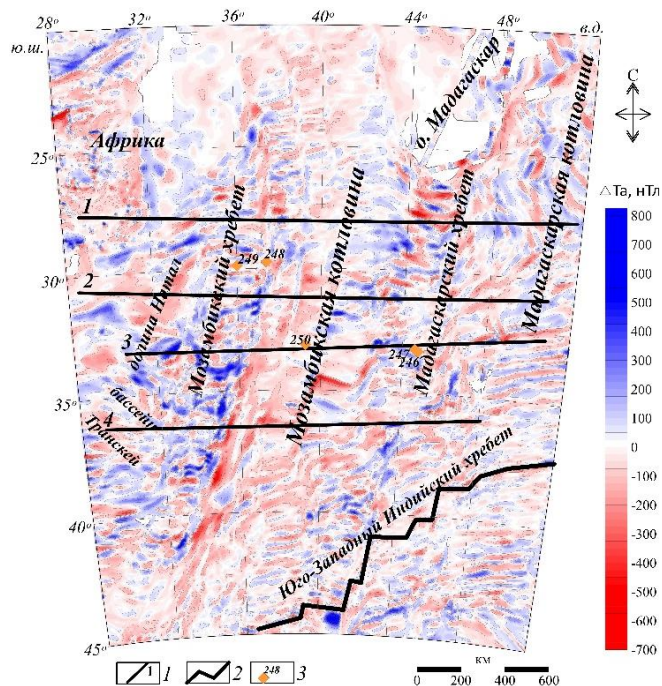 28° 32° 36° 40° 44° 48°
ю.ш.
в.д.
С
о. Мадагаскар
Африка
25°
Мадагаскарская котловина
△Та, нТл
1
Мозамбикский хребет
Мозамбикская котловина
Мадагаскарский хребет
249 248
30°
2
долина Натал
3
250
247
246
35°
бассейн
Транскей
4
40°
Юго-Западный Индийский хребет
45°
800
700
600
500
400
300
200
100
0
-100
-200
-300
-400
-500
-600
-700
1 1 2 248 3
км
0 200 400 600